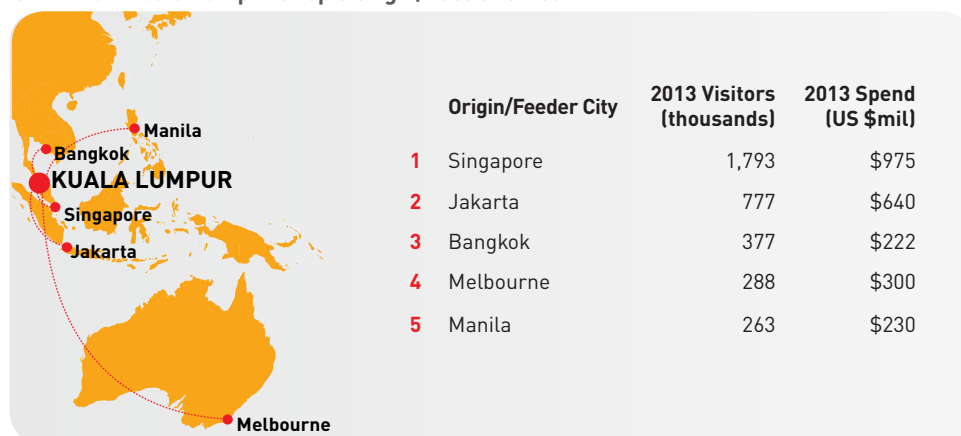 Manila
Bangkok
KUALA LUMPUR
Singapore
Jakarta
Melbourne
Origin/Feeder City 2013 Visitors (thousands) 2013 Spend (US $mil)
1 Singapore 1,793 $975
2 Jakarta 777 $640
3 Bangkok 377 $222
4 Melbourne 288 $300
5 Manila 263 $230